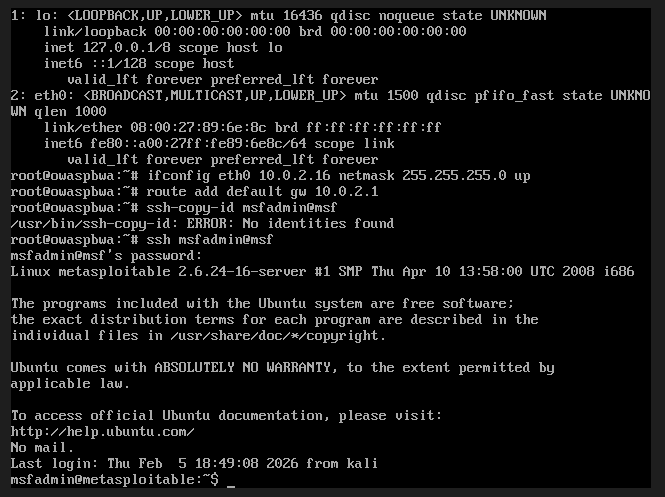 1: lo: <LOOPBACK,UP,LOWER_UP> mtu 16436 qdisc noqueue state UNKNOWN
    link/loopback 00:00:00:00:00:00 brd 00:00:00:00:00:00
    inet 127.0.0.1/8 scope host lo
    inet6 ::1/128 scope host
       valid_lft forever preferred_lft forever
2: eth0: <BROADCAST,MULTICAST,UP,LOWER_UP> mtu 1500 qdisc pfifo_fast state UNKNO
WN qlen 1000
    link/ether 08:00:27:89:6e:8c brd ff:ff:ff:ff:ff:ff
    inet6 fe80::a00:27ff:fe89:6e8c/64 scope link
       valid_lft forever preferred_lft forever
root@owaspbwa:~# ifconfig eth0 10.0.2.16 netmask 255.255.255.0 up
root@owaspbwa:~# route add default gw 10.0.2.1
root@owaspbwa:~# ssh-copy-id msfadmin@msf
/usr/bin/ssh-copy-id: ERROR: No identities found
root@owaspbwa:~# ssh msfadmin@msf
msfadmin@msf's password:
Linux metasploitable 2.6.24-16-server #1 SMP Thu Apr 10 13:58:00 UTC 2008 i686

The programs included with the Ubuntu system are free software;
the exact distribution terms for each program are described in the
individual files in /usr/share/doc/*/copyright.

Ubuntu comes with ABSOLUTELY NO WARRANTY, to the extent permitted by
applicable law.

To access official Ubuntu documentation, please visit:
http://help.ubuntu.com/
No mail.
Last login: Thu Feb  5 18:49:08 2026 from kali
msfadmin@metasploitable:~$ _